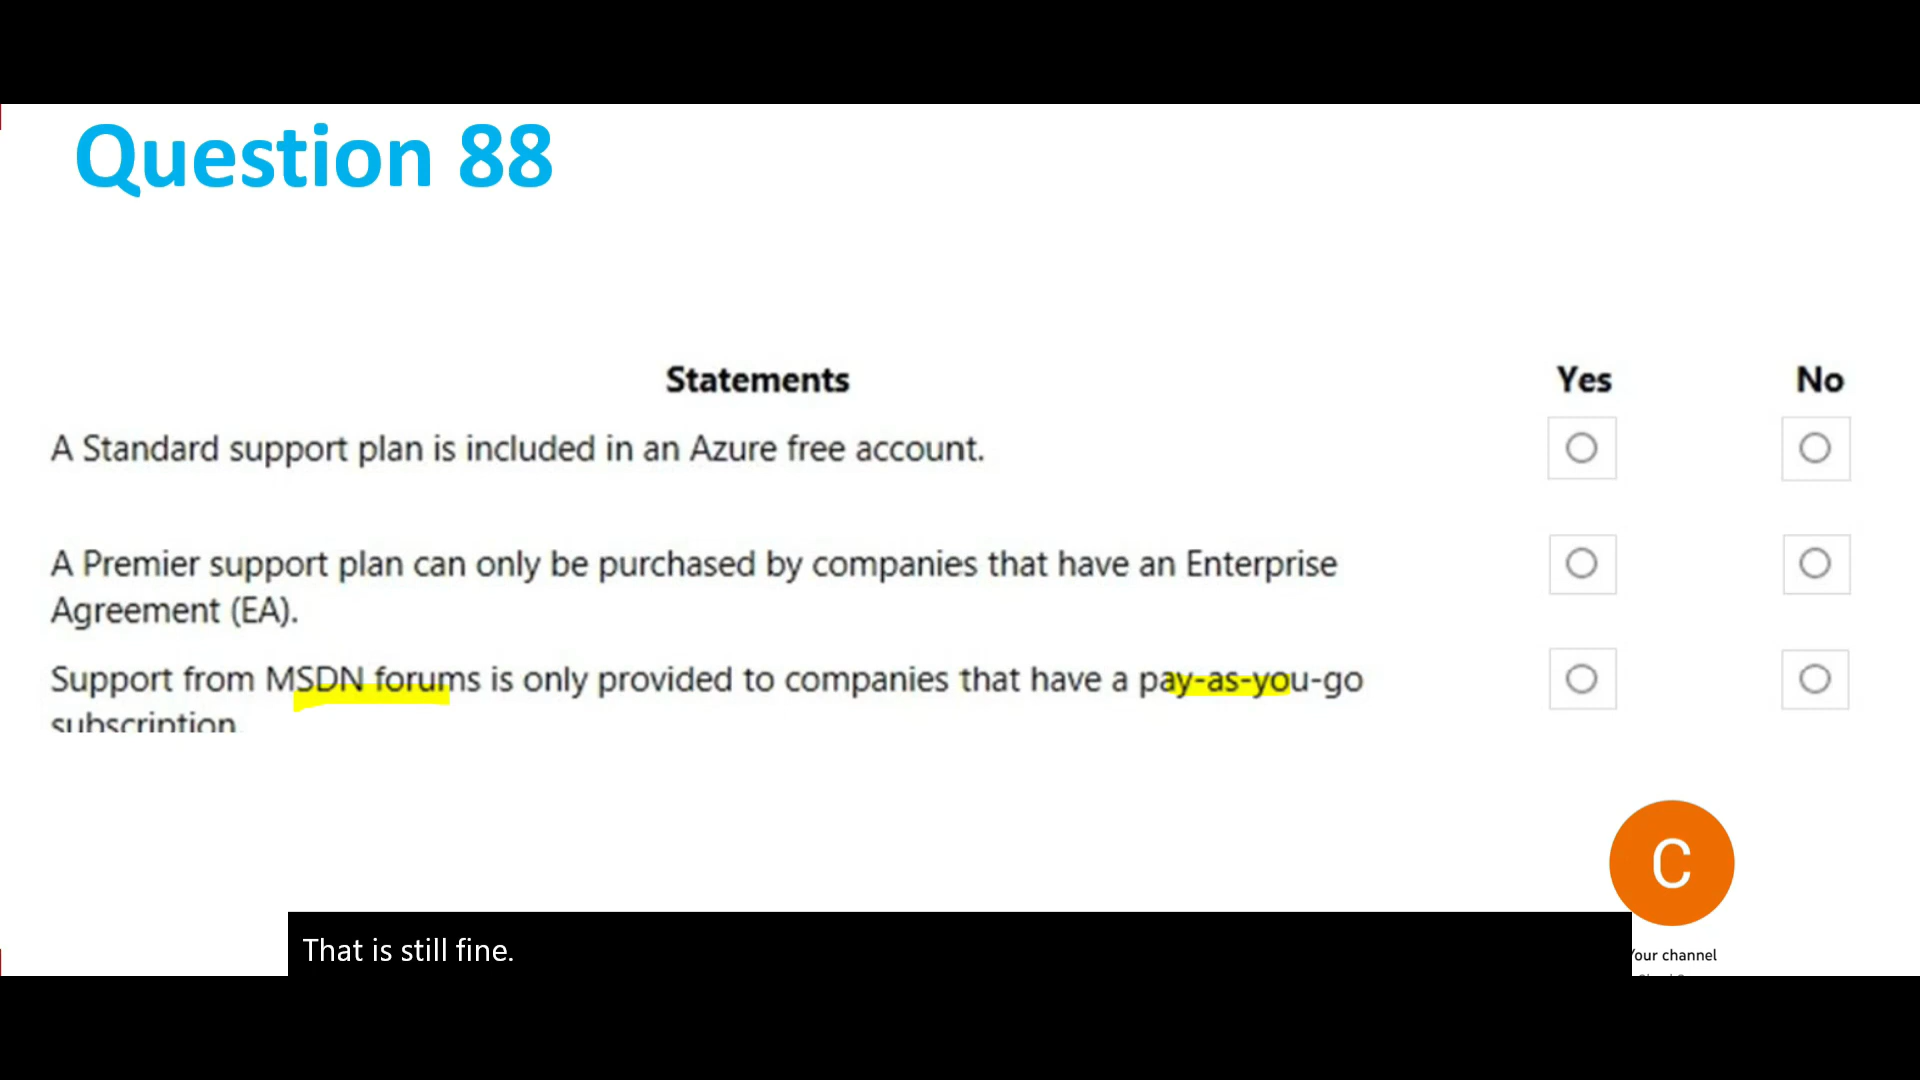 Question 88
Statements Yes No
A Standard support plan is included in an Azure free account.
A Premier support plan can only be purchased by companies that have an Enterprise
Agreement (EA).
Support from MSDN forums is only provided to companies that have a pay-as-you-go
subscription.
C
That is still fine.
Your channel